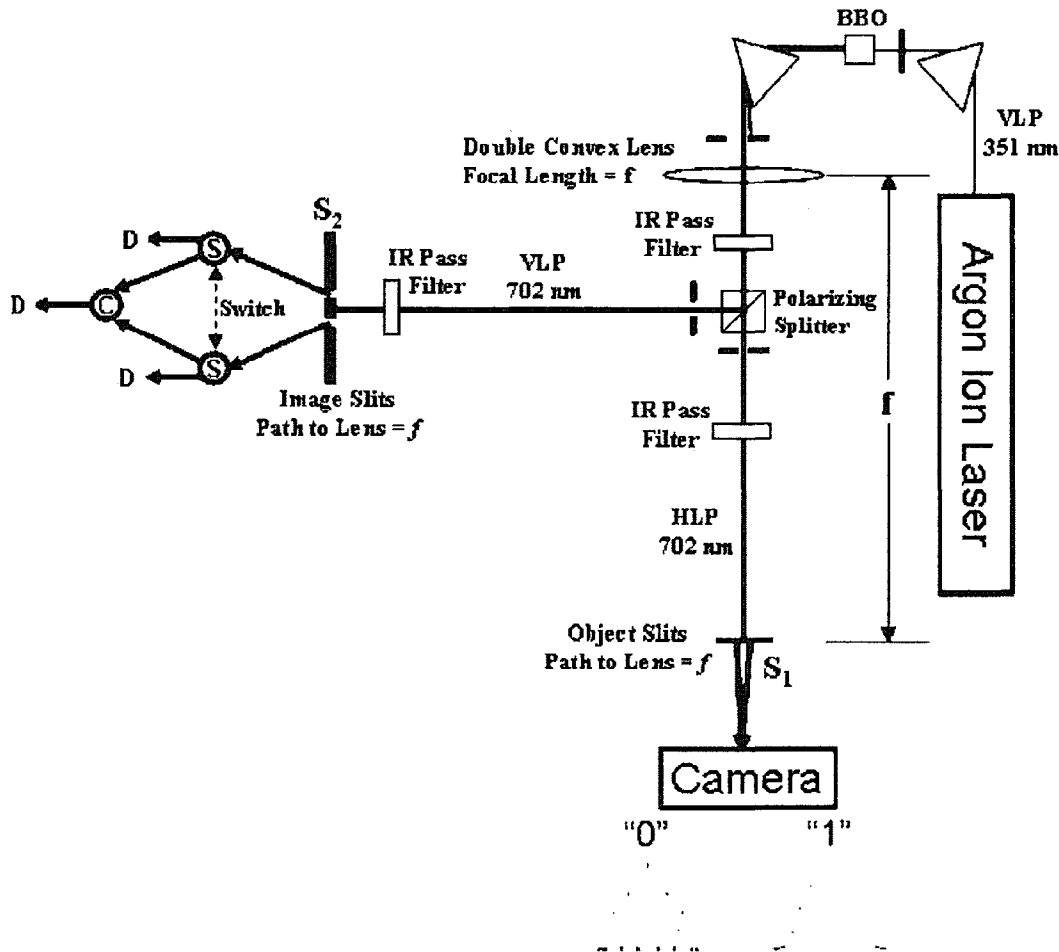 BBO
VLP
351 nm
Double Convex Lens
Focal Length = f
S2
IR Pass
Filter
D
S
IR Pass
Filter
VLP
702 nm
Polarizing
Splitter
Argon Ion Laser
D
C
Switch
f
D
S
Image Slits
Path to Lens = f
IR Pass
Filter
HLP
702 nm
Object Slits
Path to Lens = f
S1
Camera
“0”
“1”